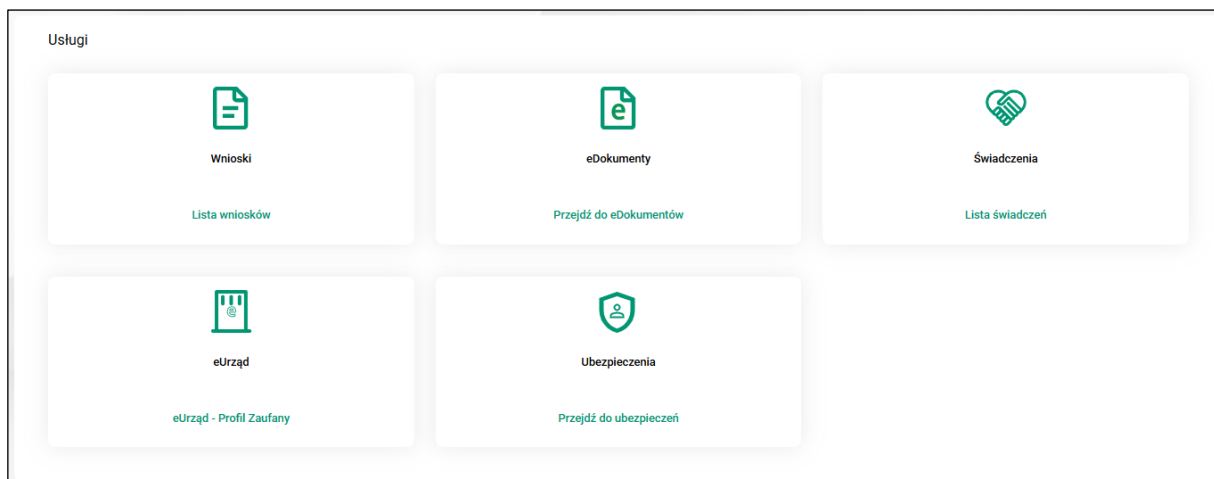 Usługi
Wnioski
Lista wniosków
eDokumenty
Przejdź do eDokumentów
Świadczenia
Lista świadczeń
eUrząd
eUrząd - Profil Zaufany
Ubezpieczenia
Przejdź do ubezpieczeń